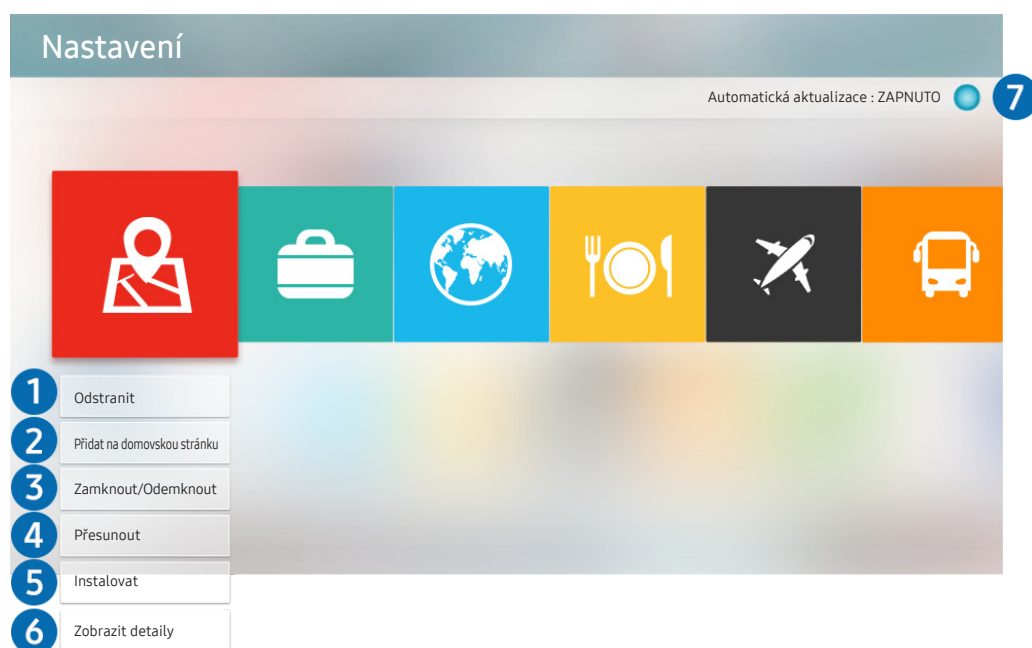 Nastavení
Automatická aktualizace : ZAPNUTO 7
1 Odstranit
2 Přidat na domovskou stránku
3 Zamknout/Odemknout
4 Přesunout
5 Instalovat
6 Zobrazit detaily